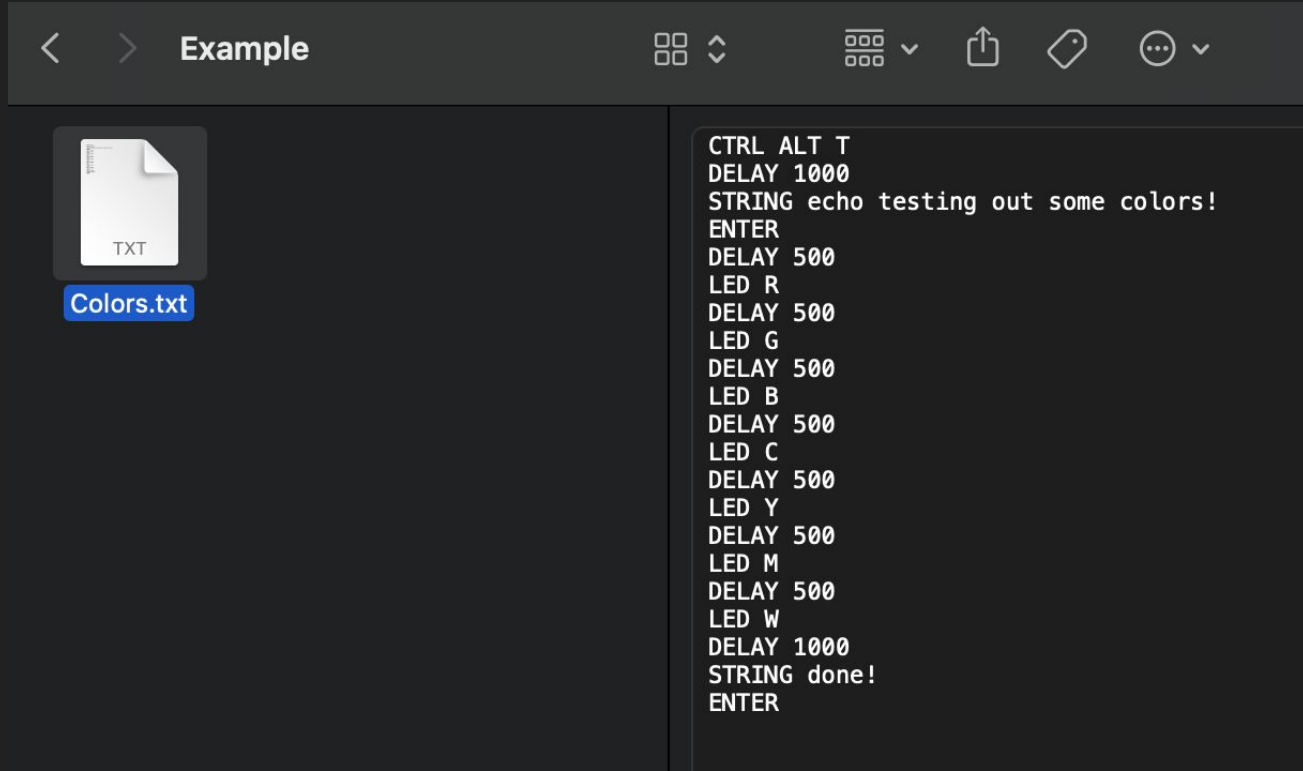 Example
TXT
Colors.txt
CTRL ALT T
DELAY 1000
STRING echo testing out some colors!
ENTER
DELAY 500
LED R
DELAY 500
LED G
DELAY 500
LED B
DELAY 500
LED C
DELAY 500
LED Y
DELAY 500
LED M
DELAY 500
LED W
DELAY 1000
STRING done!
ENTER